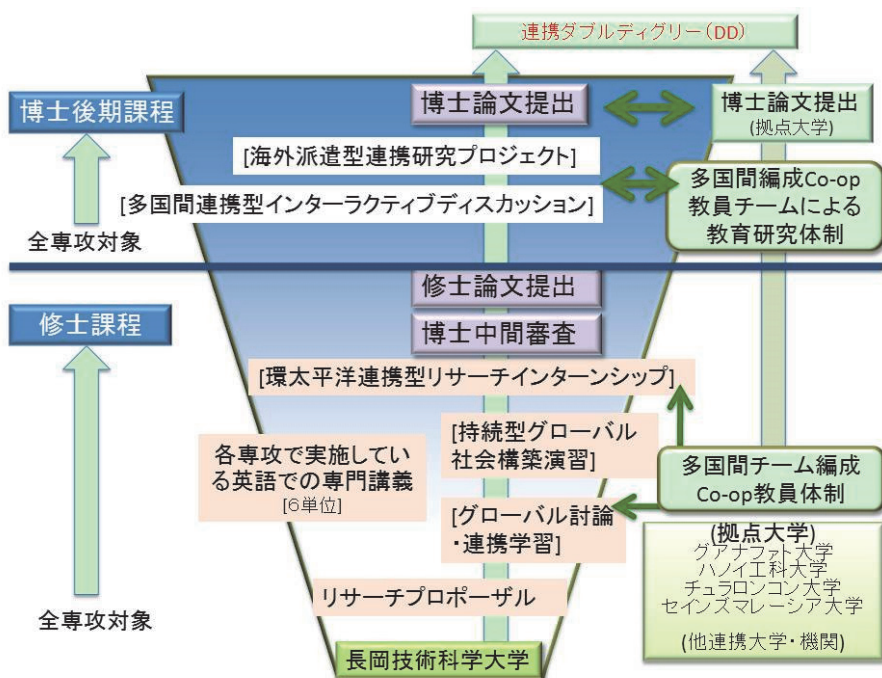 連携ダブルディグリー(DD)
博士後期課程
博士論文提出
博士論文提出
(拠点大学)
[海外派遣型連携研究プロジェクト]
[多国間連携型インターラクティブディスカッション]
多国間編成Co-op
教員チームによる
教育研究体制
全専攻対象
修士論文提出
修士課程
博士中間審査
[環太平洋連携型リサーチインターンシップ]
各専攻で実施してい
る英語での専門講義
[6単位]
[持続型グローバル
社会構築演習]
多国間チーム編成
Co-op教員体制
[グローバル討論
・連携学習]
(拠点大学)
グアナファト大学
ハノイ工科大学
チュラロンコン大学
セインズマレーシア大学
(他連携大学・機関)
リサーチプロポーザル
全専攻対象
長岡技術科学大学